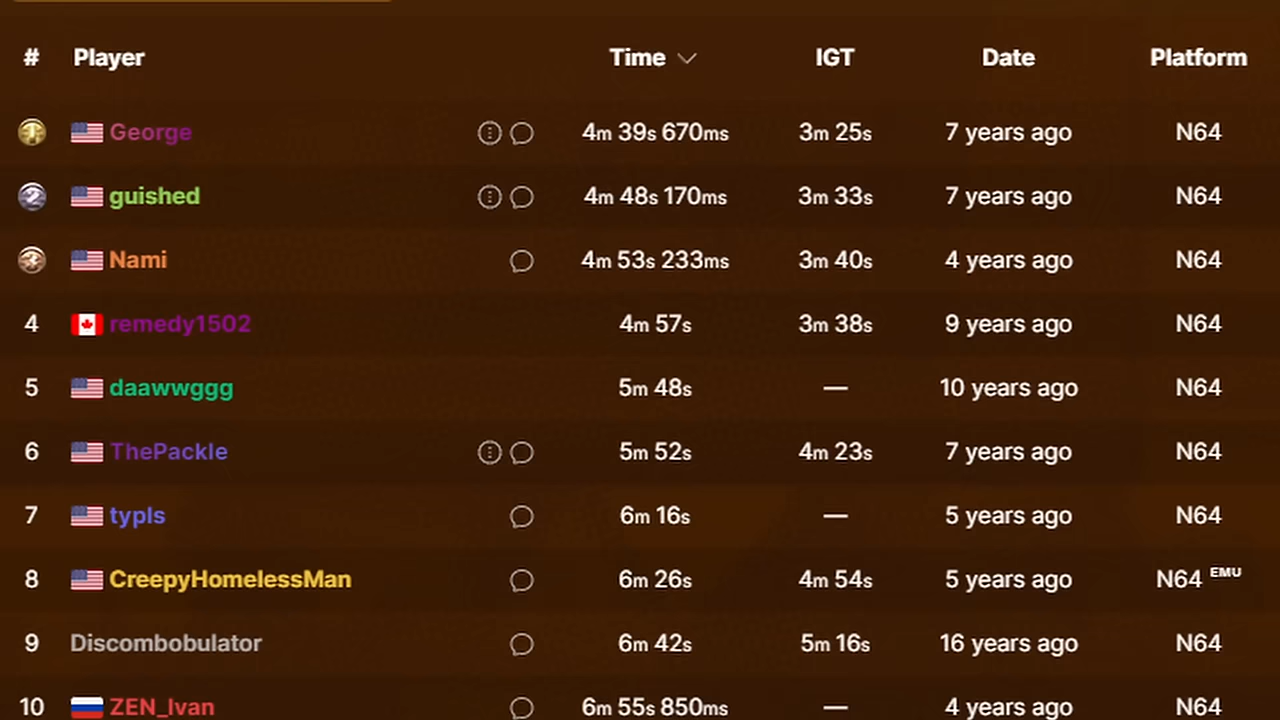 # Player Time IGT Date Platform
1 George 4m 39s 670ms 3m 25s 7 years ago N64
2 guished 4m 48s 170ms 3m 33s 7 years ago N64
3 Nami 4m 53s 233ms 3m 40s 4 years ago N64
4 remedy1502 4m 57s 3m 38s 9 years ago N64
5 daawwggg 5m 48s — 10 years ago N64
6 ThePackle 5m 52s 4m 23s 7 years ago N64
7 typls 6m 16s — 5 years ago N64
8 CreepyHomelessMan 6m 26s 4m 54s 5 years ago N64 EMU
9 Discombobulator 6m 42s 5m 16s 16 years ago N64
10 ZEN_Ivan 6m 55s 850ms — 4 years ago N64